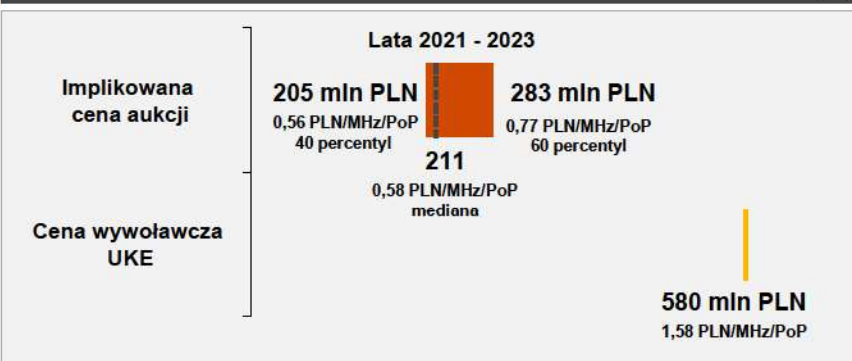 Lata 2021 - 2023
Implikowana
cena aukcji
205 mln PLN
0,56 PLN/MHz/PoP
40 percentyl
283 mln PLN
0,77 PLN/MHz/PoP
60 percentyl
211
0,58 PLN/MHz/PoP
mediana
Cena wywoławcza
UKE
580 mln PLN
1,58 PLN/MHz/PoP